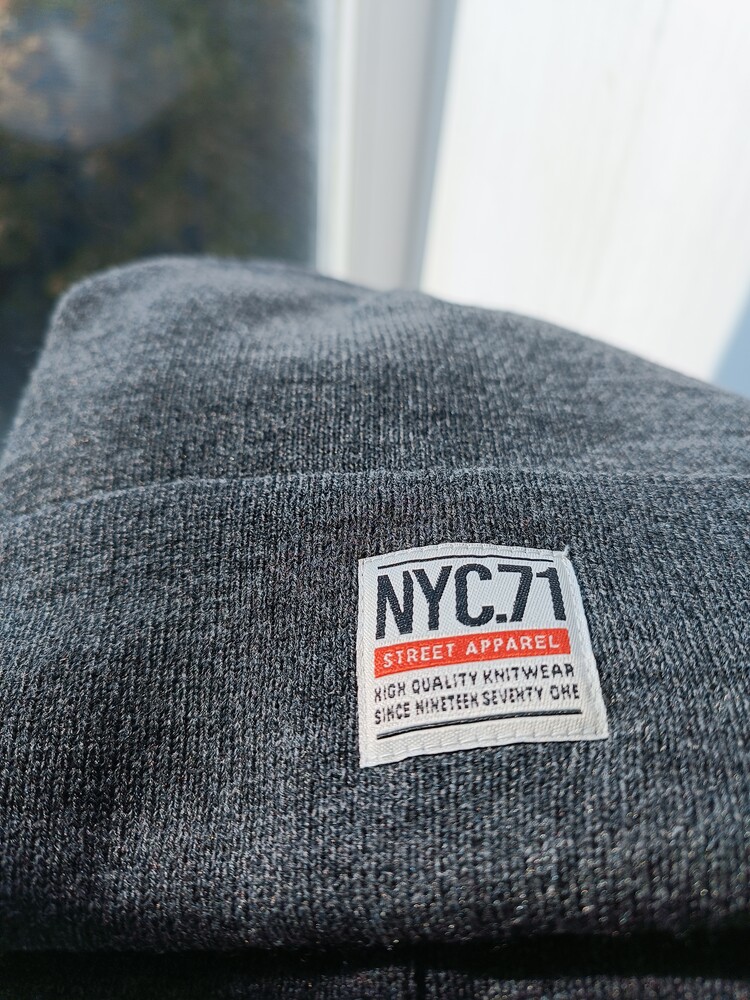 NYC.71
STREET APPAREL
HIGH QUALITY KNITWEAR
SINCE NINETEEN SEVENTY ONE